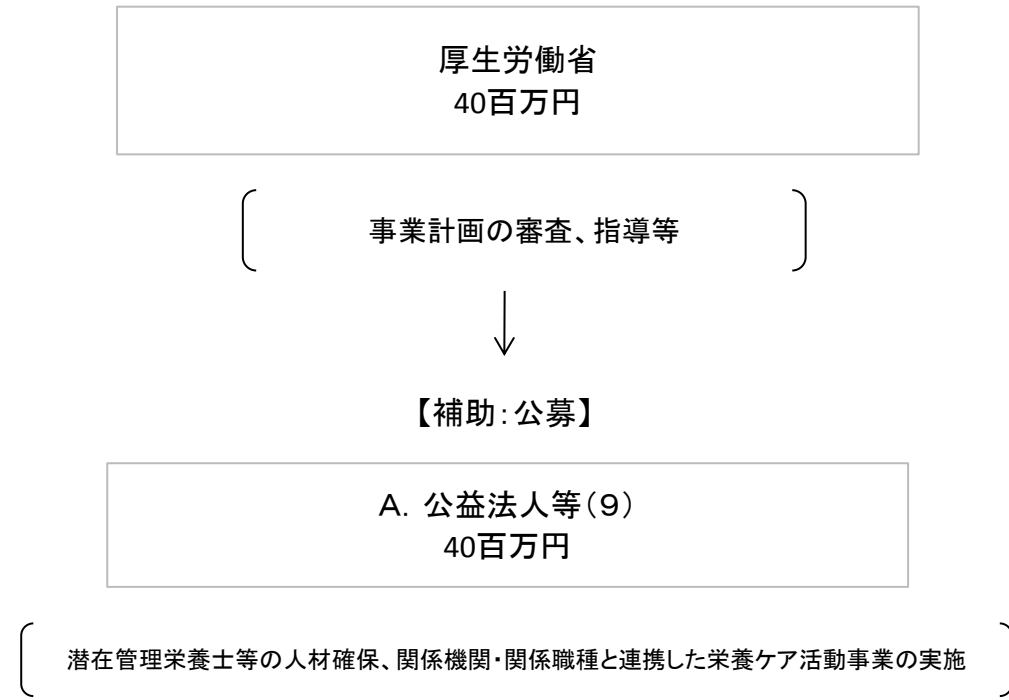 厚生労働省
40百万円
事業計画の審査、指導等
【補助:公募】
A. 公益法人等(9)
40百万円
潜在管理栄養士等の人材確保、関係機関・関係職種と連携した栄養ケア活動事業の実施